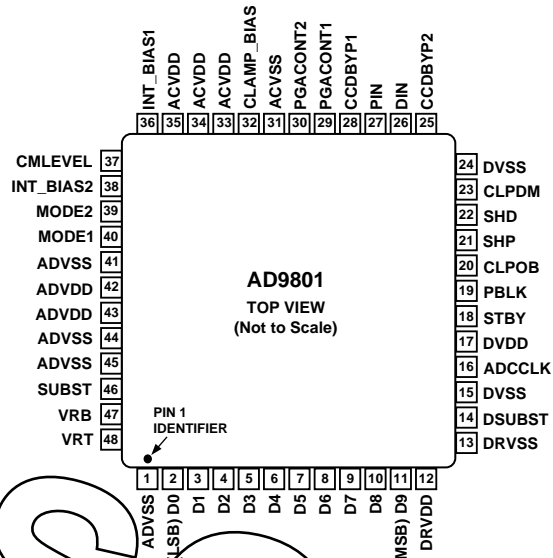 INT_BIAS1
ACVDD
ACVDD
ACVDD
CLAMP_BIAS
ACVSS
PGACONT2
PGACONT1
CCDBYP1
PIN
DIN
CCDBYP2
36 35 34 33 32 31 30 29 28 27 26 25
CMLEVEL 37
INT_BIAS2 38
MODE2 39
MODE1 40
ADVSS 41
ADVDD 42
ADVDD 43
ADVSS 44
ADVSS 45
SUBST 46
VRB 47
VRT 48
AD9801
TOP VIEW
(Not to Scale)
PIN 1
IDENTIFIER
24 DVSS
23 CLPDM
22 SHD
21 SHP
20 CLPOB
19 PBLK
18 STBY
17 DVDD
16 ADCCLK
15 DVSS
14 DSUBST
13 DRVSS
1 2 3 4 5 6 7 8 9 10 11 12
ADVSS
LSB) D0
D1
D2
D3
D4
D5
D6
D7
D8
MSB) D9
DRVDD